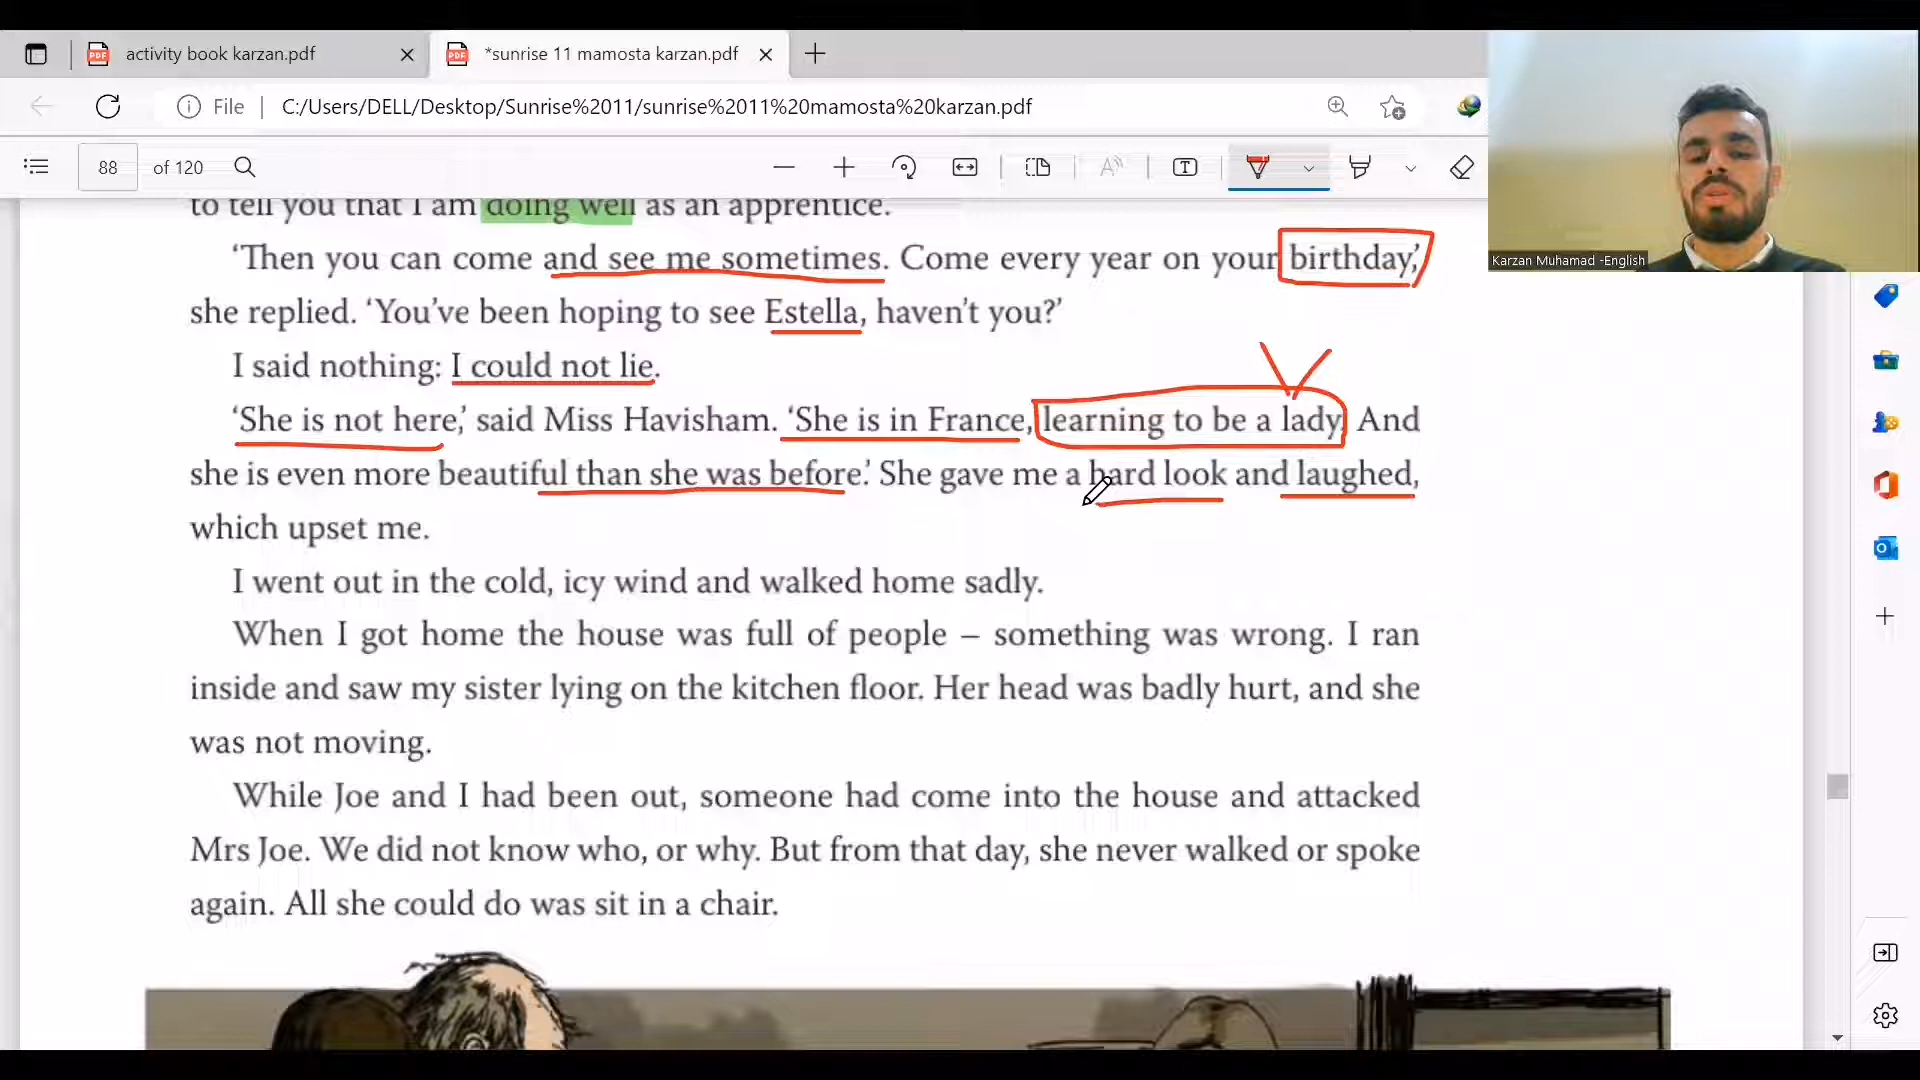 activity book karzan.pdf
*sunrise 11 mamosta karzan.pdf
File
C:/Users/DELL/Desktop/Sunrise%2011/sunrise%2011%20mamosta%20karzan.pdf
88 of 120
Karzan Muhamad -English
to tell you that I am doing well as an apprentice.
‘Then you can come and see me sometimes. Come every year on your birthday,’
she replied. ‘You’ve been hoping to see Estella, haven’t you?’
I said nothing: I could not lie.
‘She is not here,’ said Miss Havisham. ‘She is in France, learning to be a lady. And
she is even more beautiful than she was before.’ She gave me a hard look and laughed,
which upset me.
I went out in the cold, icy wind and walked home sadly.
When I got home the house was full of people – something was wrong. I ran
inside and saw my sister lying on the kitchen floor. Her head was badly hurt, and she
was not moving.
While Joe and I had been out, someone had come into the house and attacked
Mrs Joe. We did not know who, or why. But from that day, she never walked or spoke
again. All she could do was sit in a chair.